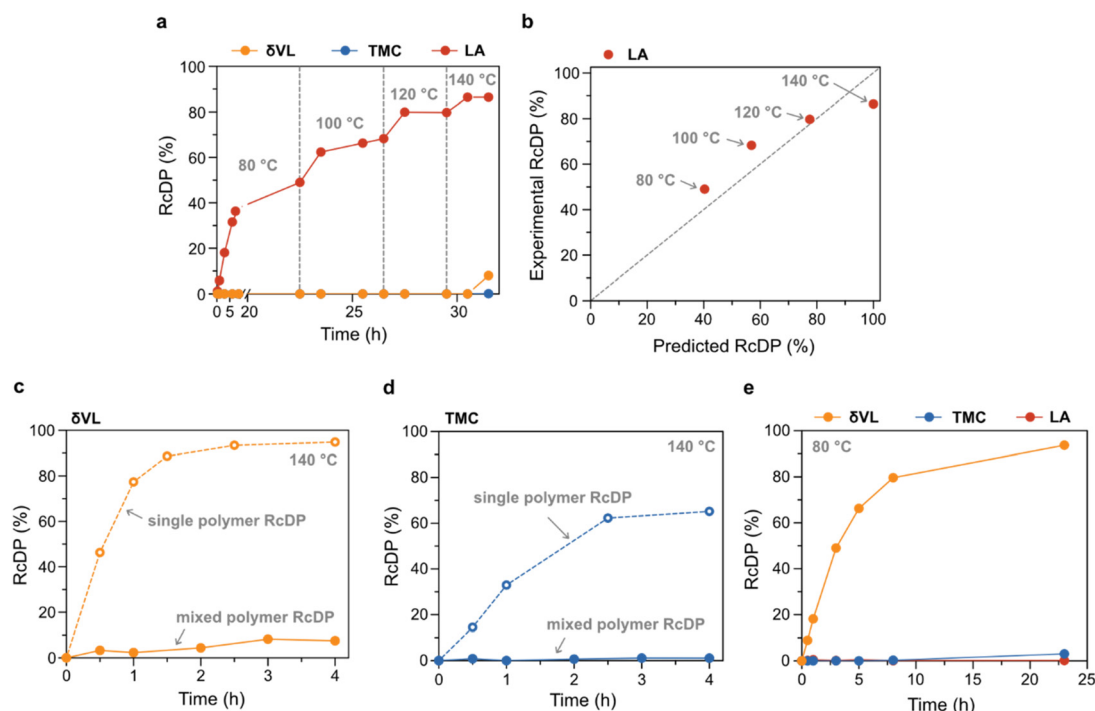 a
δVL TMC LA
RcDP (%)
100
80
60
40
20
0
80 °C
100 °C
120 °C
140 °C
0 5 20 25 30
Time (h)
b
LA
Experimental RcDP (%)
100
80
60
40
20
0
80 °C
100 °C
120 °C
140 °C
0 20 40 60 80 100
Predicted RcDP (%)
c
δVL
RcDP (%)
100
80
60
40
20
0
140 °C
single polymer RcDP
mixed polymer RcDP
0 1 2 3 4
Time (h)
d
TMC
RcDP (%)
100
80
60
40
20
0
140 °C
single polymer RcDP
mixed polymer RcDP
0 1 2 3 4
Time (h)
e
δVL TMC LA
RcDP (%)
100
80
60
40
20
0
80 °C
0 5 10 15 20 25
Time (h)